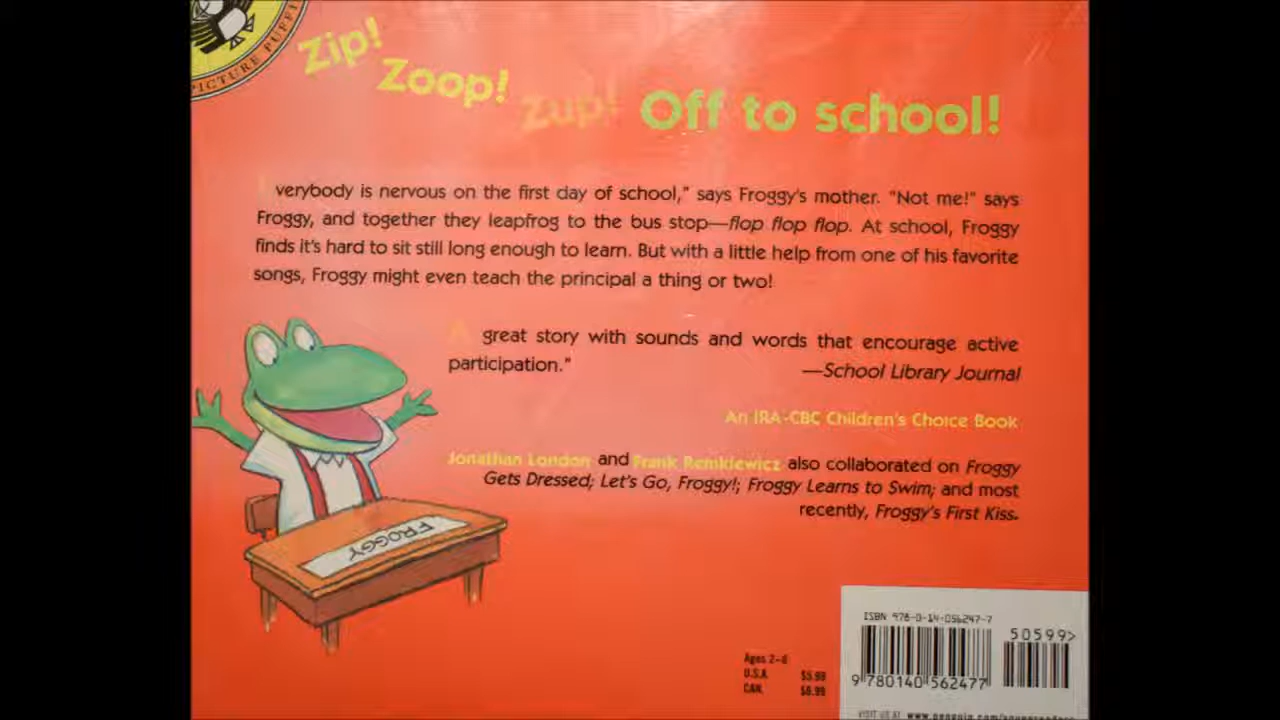 PICTURE PUFFI
Zip!
Zoop!
Zup! Off to school!
verybody is nervous on the first day of school," says Froggy's mother. "Not me!" says
Froggy, and together they leapfrog to the bus stop—flop flop flop. At school, Froggy
finds it's hard to sit still long enough to learn. But with a little help from one of his favorite
songs, Froggy might even teach the principal a thing or two!
A great story with sounds and words that encourage active
participation."
—School Library Journal
An IRA-CBC Children's Choice Book
Jonathan London and Frank Remkiewicz also collaborated on Froggy
Gets Dressed; Let's Go, Froggy!; Froggy Learns to Swim; and most
recently, Froggy's First Kiss.
FROGGY
ISBN 978-0-14-056247-7
50599>
9 780140 562477
Ages 2-6
U.S.A. $5.99
CAN. $6.99
VISIT US AT